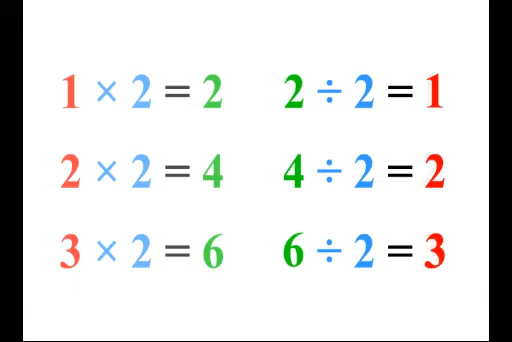 1 × 2 = 2 2 ÷ 2 = 1
2 × 2 = 4 4 ÷ 2 = 2
3 × 2 = 6 6 ÷ 2 = 3